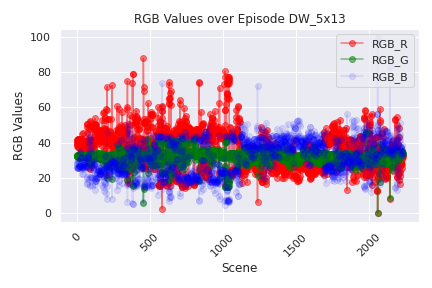 RGB Values over Episode DW_5x13
100
80
60
40
20
0
RGB Values
RGB_R
RGB_G
RGB_B
0
500
1000
1500
2000
Scene